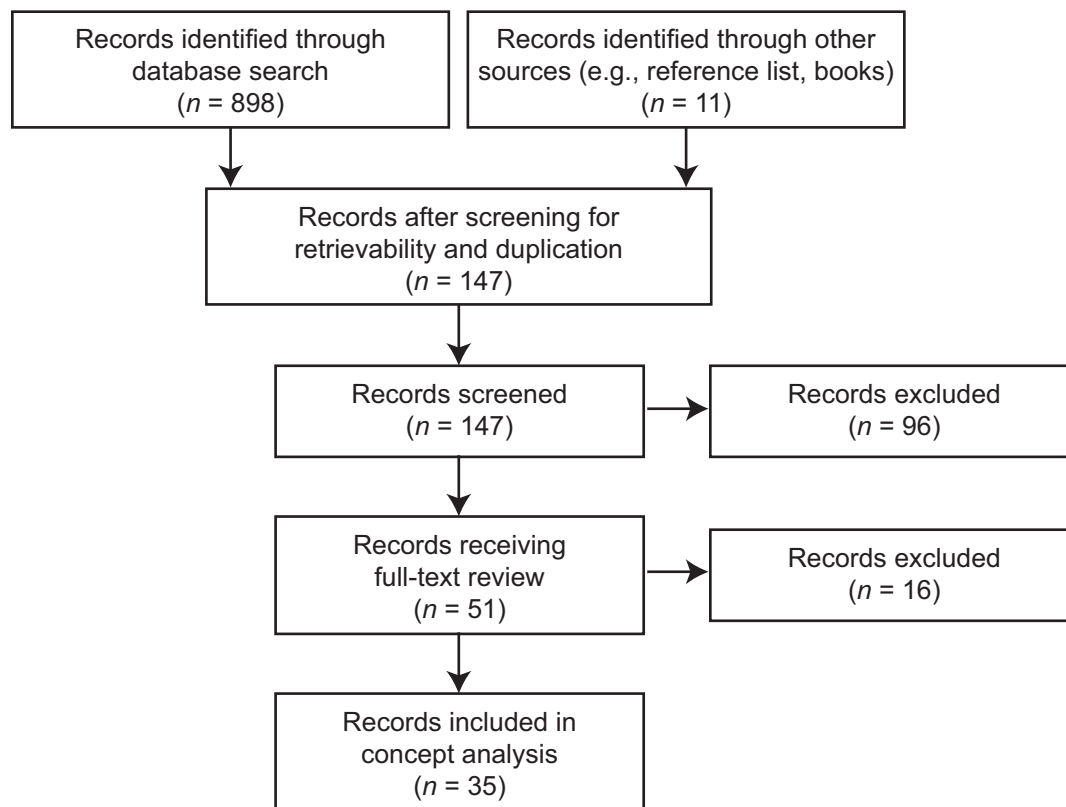 Records identified through
database search
(n = 898)
Records identified through other
sources (e.g., reference list, books)
(n = 11)
Records after screening for
retrievability and duplication
(n = 147)
Records screened
(n = 147)
Records excluded
(n = 96)
Records receiving
full-text review
(n = 51)
Records excluded
(n = 16)
Records included in
concept analysis
(n = 35)